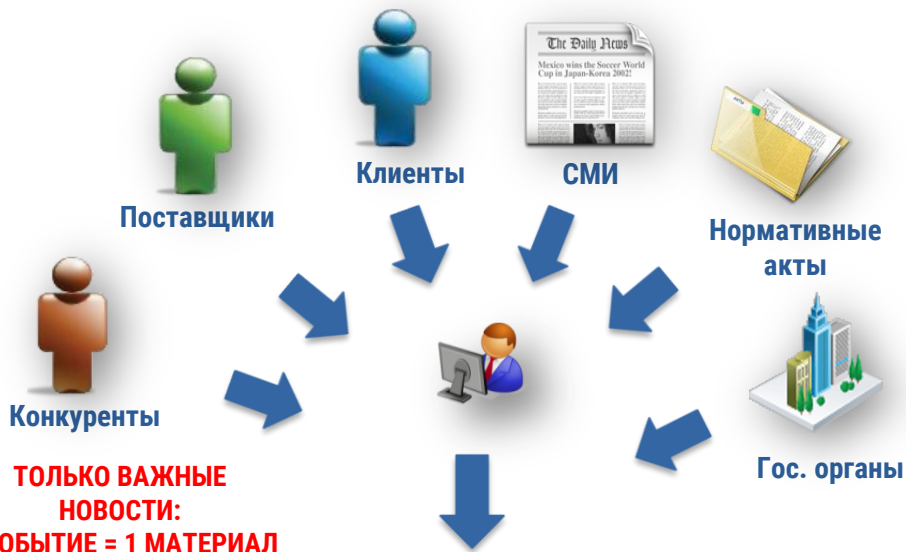 The Daily News
Mexico wins the Soccer World
Cup in Japan-Korea 2002!
Клиенты
СМИ
Поставщики
Нормативные
акты
Конкуренты
Гос. органы
ТОЛЬКО ВАЖНЫЕ
НОВОСТИ:
ОБЫТИЕ = 1 МАТЕРИАЛ